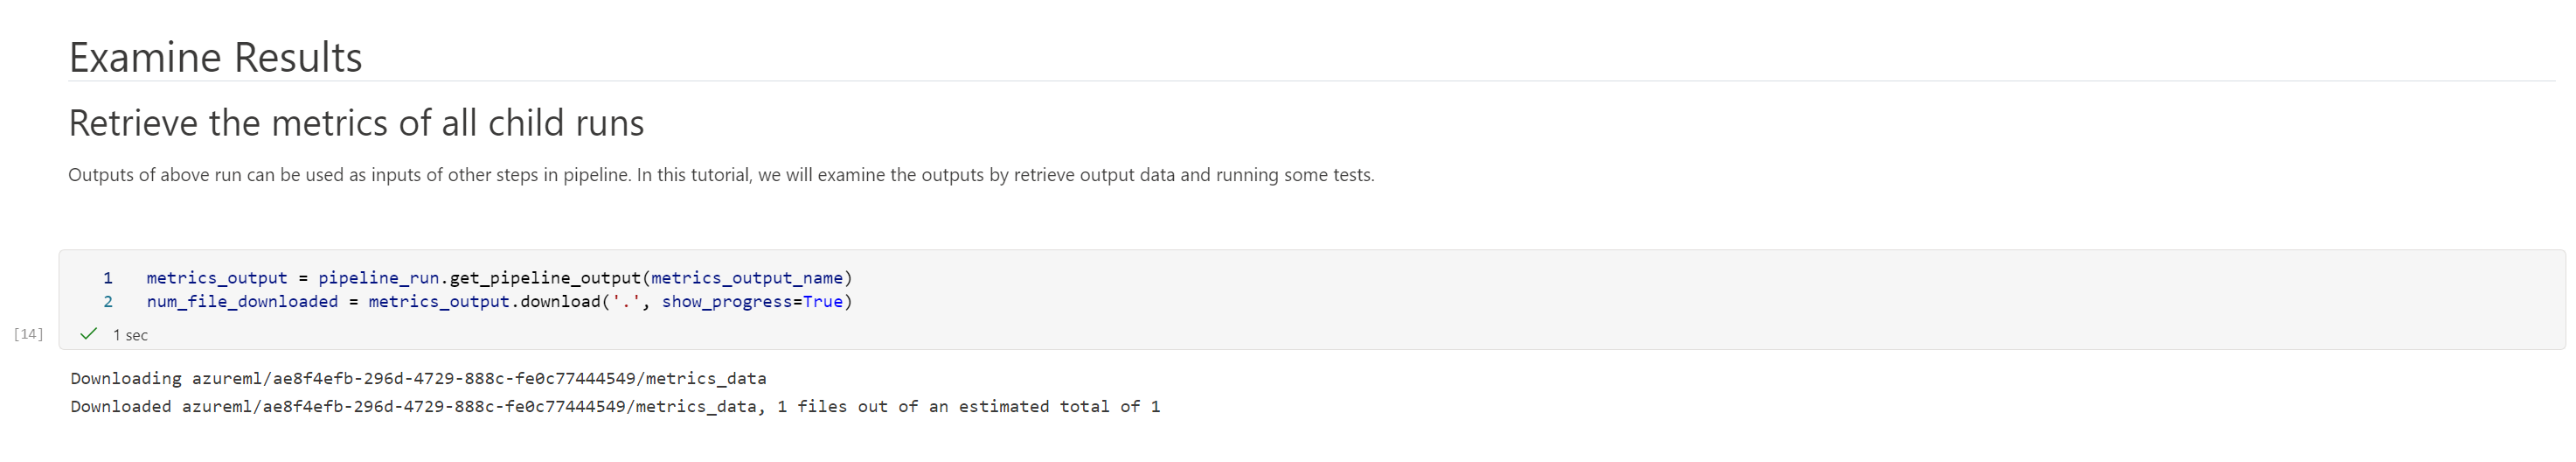 Examine Results
Retrieve the metrics of all child runs
Outputs of above run can be used as inputs of other steps in pipeline. In this tutorial, we will examine the outputs by retrieve output data and running some tests.
1 metrics_output = pipeline_run.get_pipeline_output(metrics_output_name)
2 num_file_downloaded = metrics_output.download('.', show_progress=True)
[14] ✓ 1 sec
Downloading azureml/ae8f4efb-296d-4729-888c-fe0c77444549/metrics_data
Downloaded azureml/ae8f4efb-296d-4729-888c-fe0c77444549/metrics_data, 1 files out of an estimated total of 1